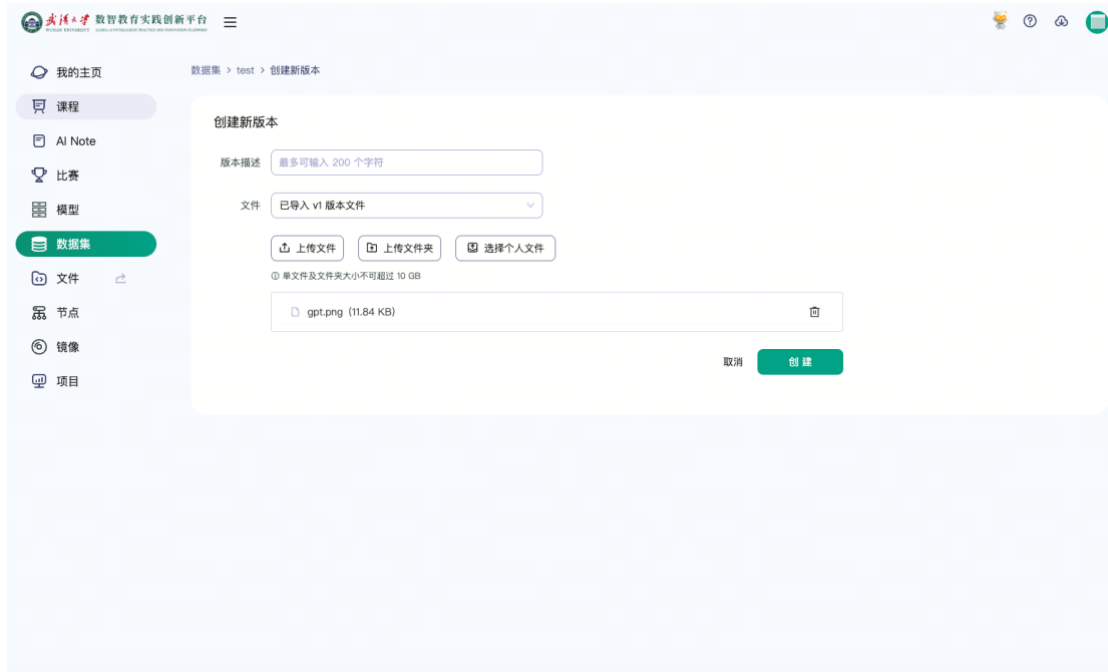 武汉大学 数智教育实践创新平台
WUHAN UNIVERSITY
我的主页
课程
AI Note
比赛
模型
数据集
文件
节点
镜像
项目
数据集 > test > 创建新版本
创建新版本
版本描述 最多可输入 200 个字符
文件 已导入 v1 版本文件
上传文件 上传文件夹 选择个人文件
单文件及文件夹大小不可超过 10 GB
gpt.png (11.84 KB)
取消 创建